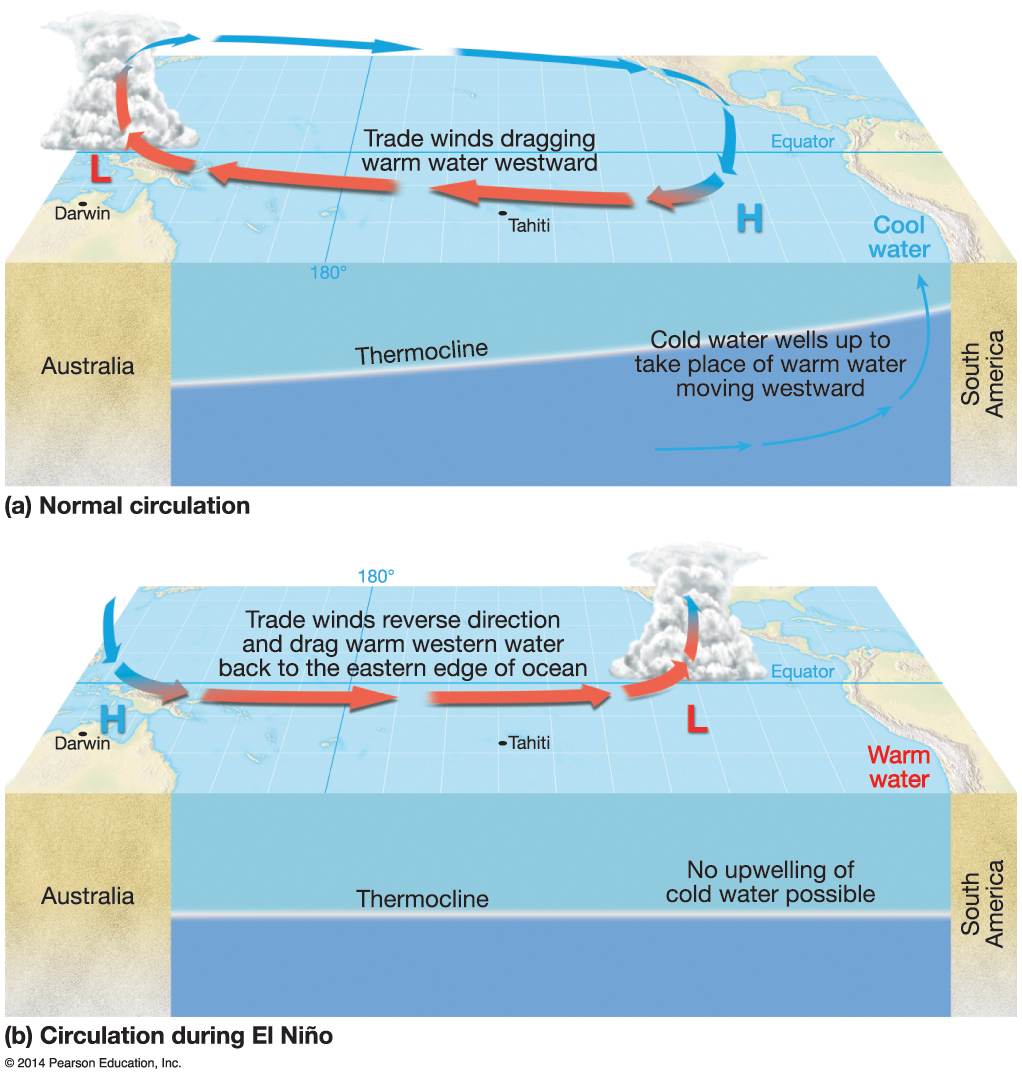 Trade winds dragging
warm water westward
Equator
L
Darwin
Tahiti
H
Cool
water
180°
Thermocline
Cold water wells up to
take place of warm water
moving westward
Australia
South
America
(a) Normal circulation
180°
Trade winds reverse direction
and drag warm western water
back to the eastern edge of ocean
Equator
H
L
Darwin
Tahiti
Warm
water
No upwelling of
cold water possible
Australia
Thermocline
South
America
(b) Circulation during El Niño
© 2014 Pearson Education, Inc.